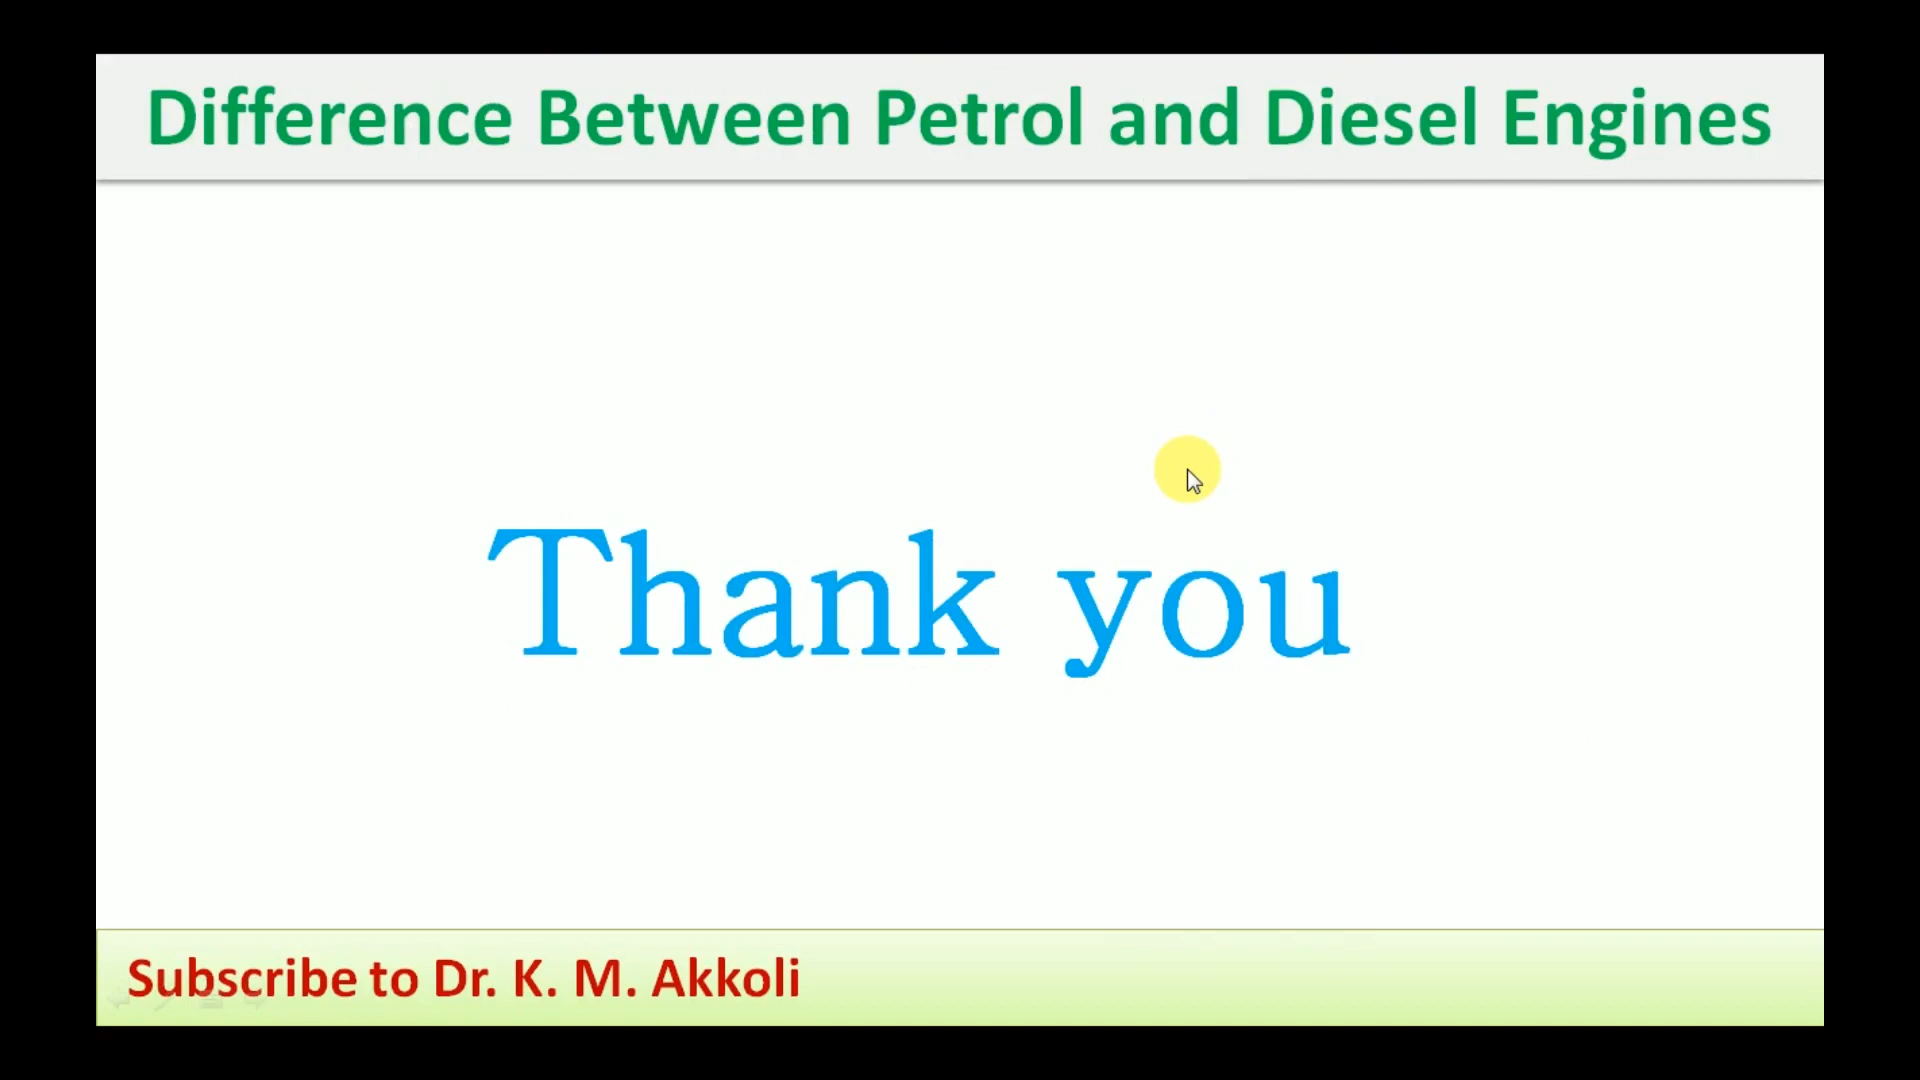 Difference Between Petrol and Diesel Engines
Thank you
Subscribe to Dr. K. M. Akkoli